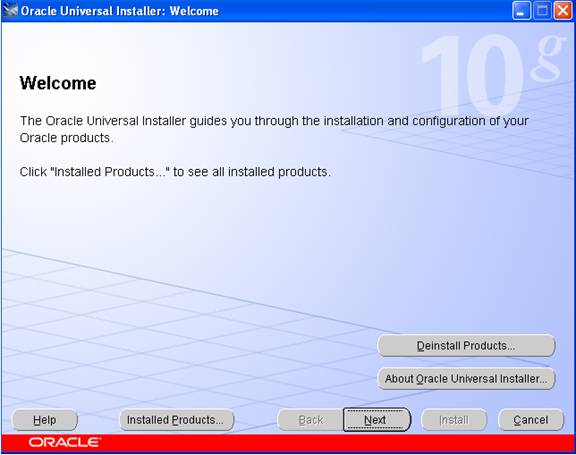 Oracle Universal Installer: Welcome
10g
Welcome
The Oracle Universal Installer guides you through the installation and configuration of your
Oracle products.
Click "Installed Products..." to see all installed products.
Deinstall Products...
About Oracle Universal Installer...
Help Installed Products... Back Next Install Cancel
ORACLE